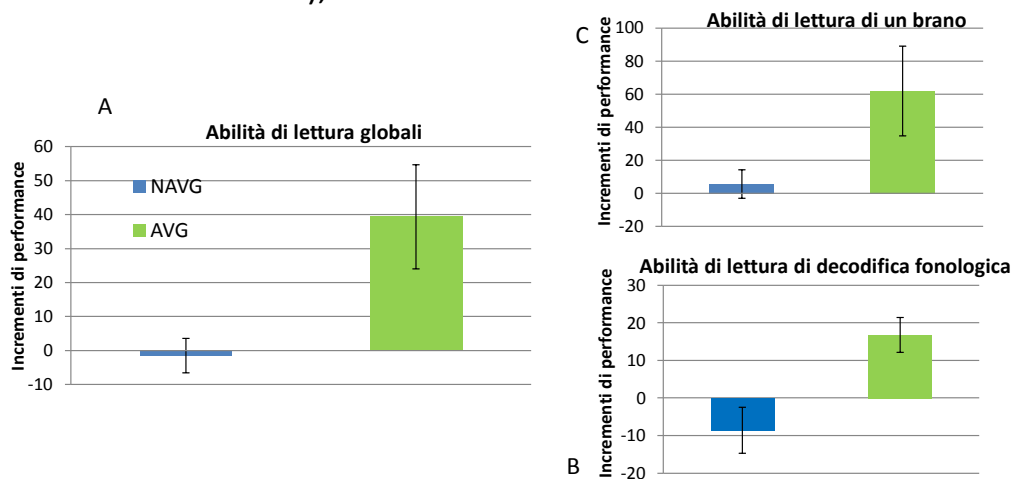 A
Abilità di lettura globali
Incrementi di performance
60
50
40
30
20
10
0
-10
NAVG
AVG
C
Abilità di lettura di un brano
Incrementi di performance
100
80
60
40
20
0
-20
Abilità di lettura di decodifica fonologica
Incrementi di performance
30
20
10
0
-10
-20
B